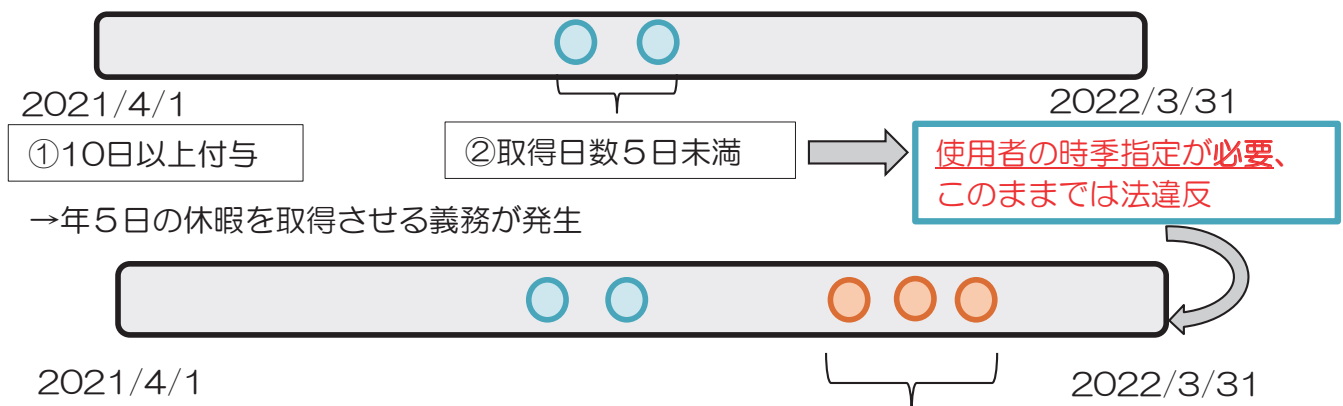 2021/4/1
2022/3/31
①10日以上付与
②取得日数5日未満
使用者の時季指定が必要、
このままでは法違反
→年5日の休暇を取得させる義務が発生
2021/4/1
2022/3/31